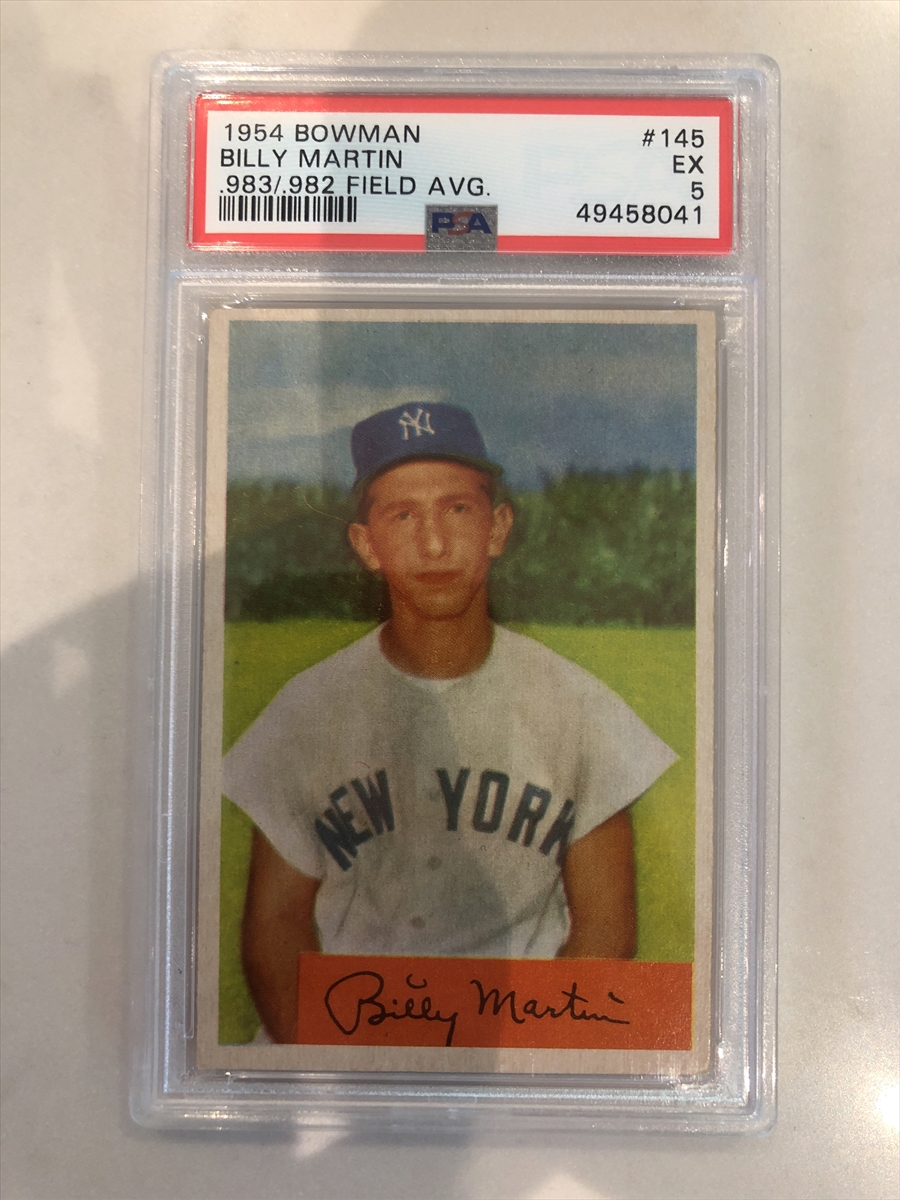 1954 BOWMAN #145
BILLY MARTIN EX
.983/.982 FIELD AVG. 5
49458041
PSA
NY
NEW YORK
Billy Martin